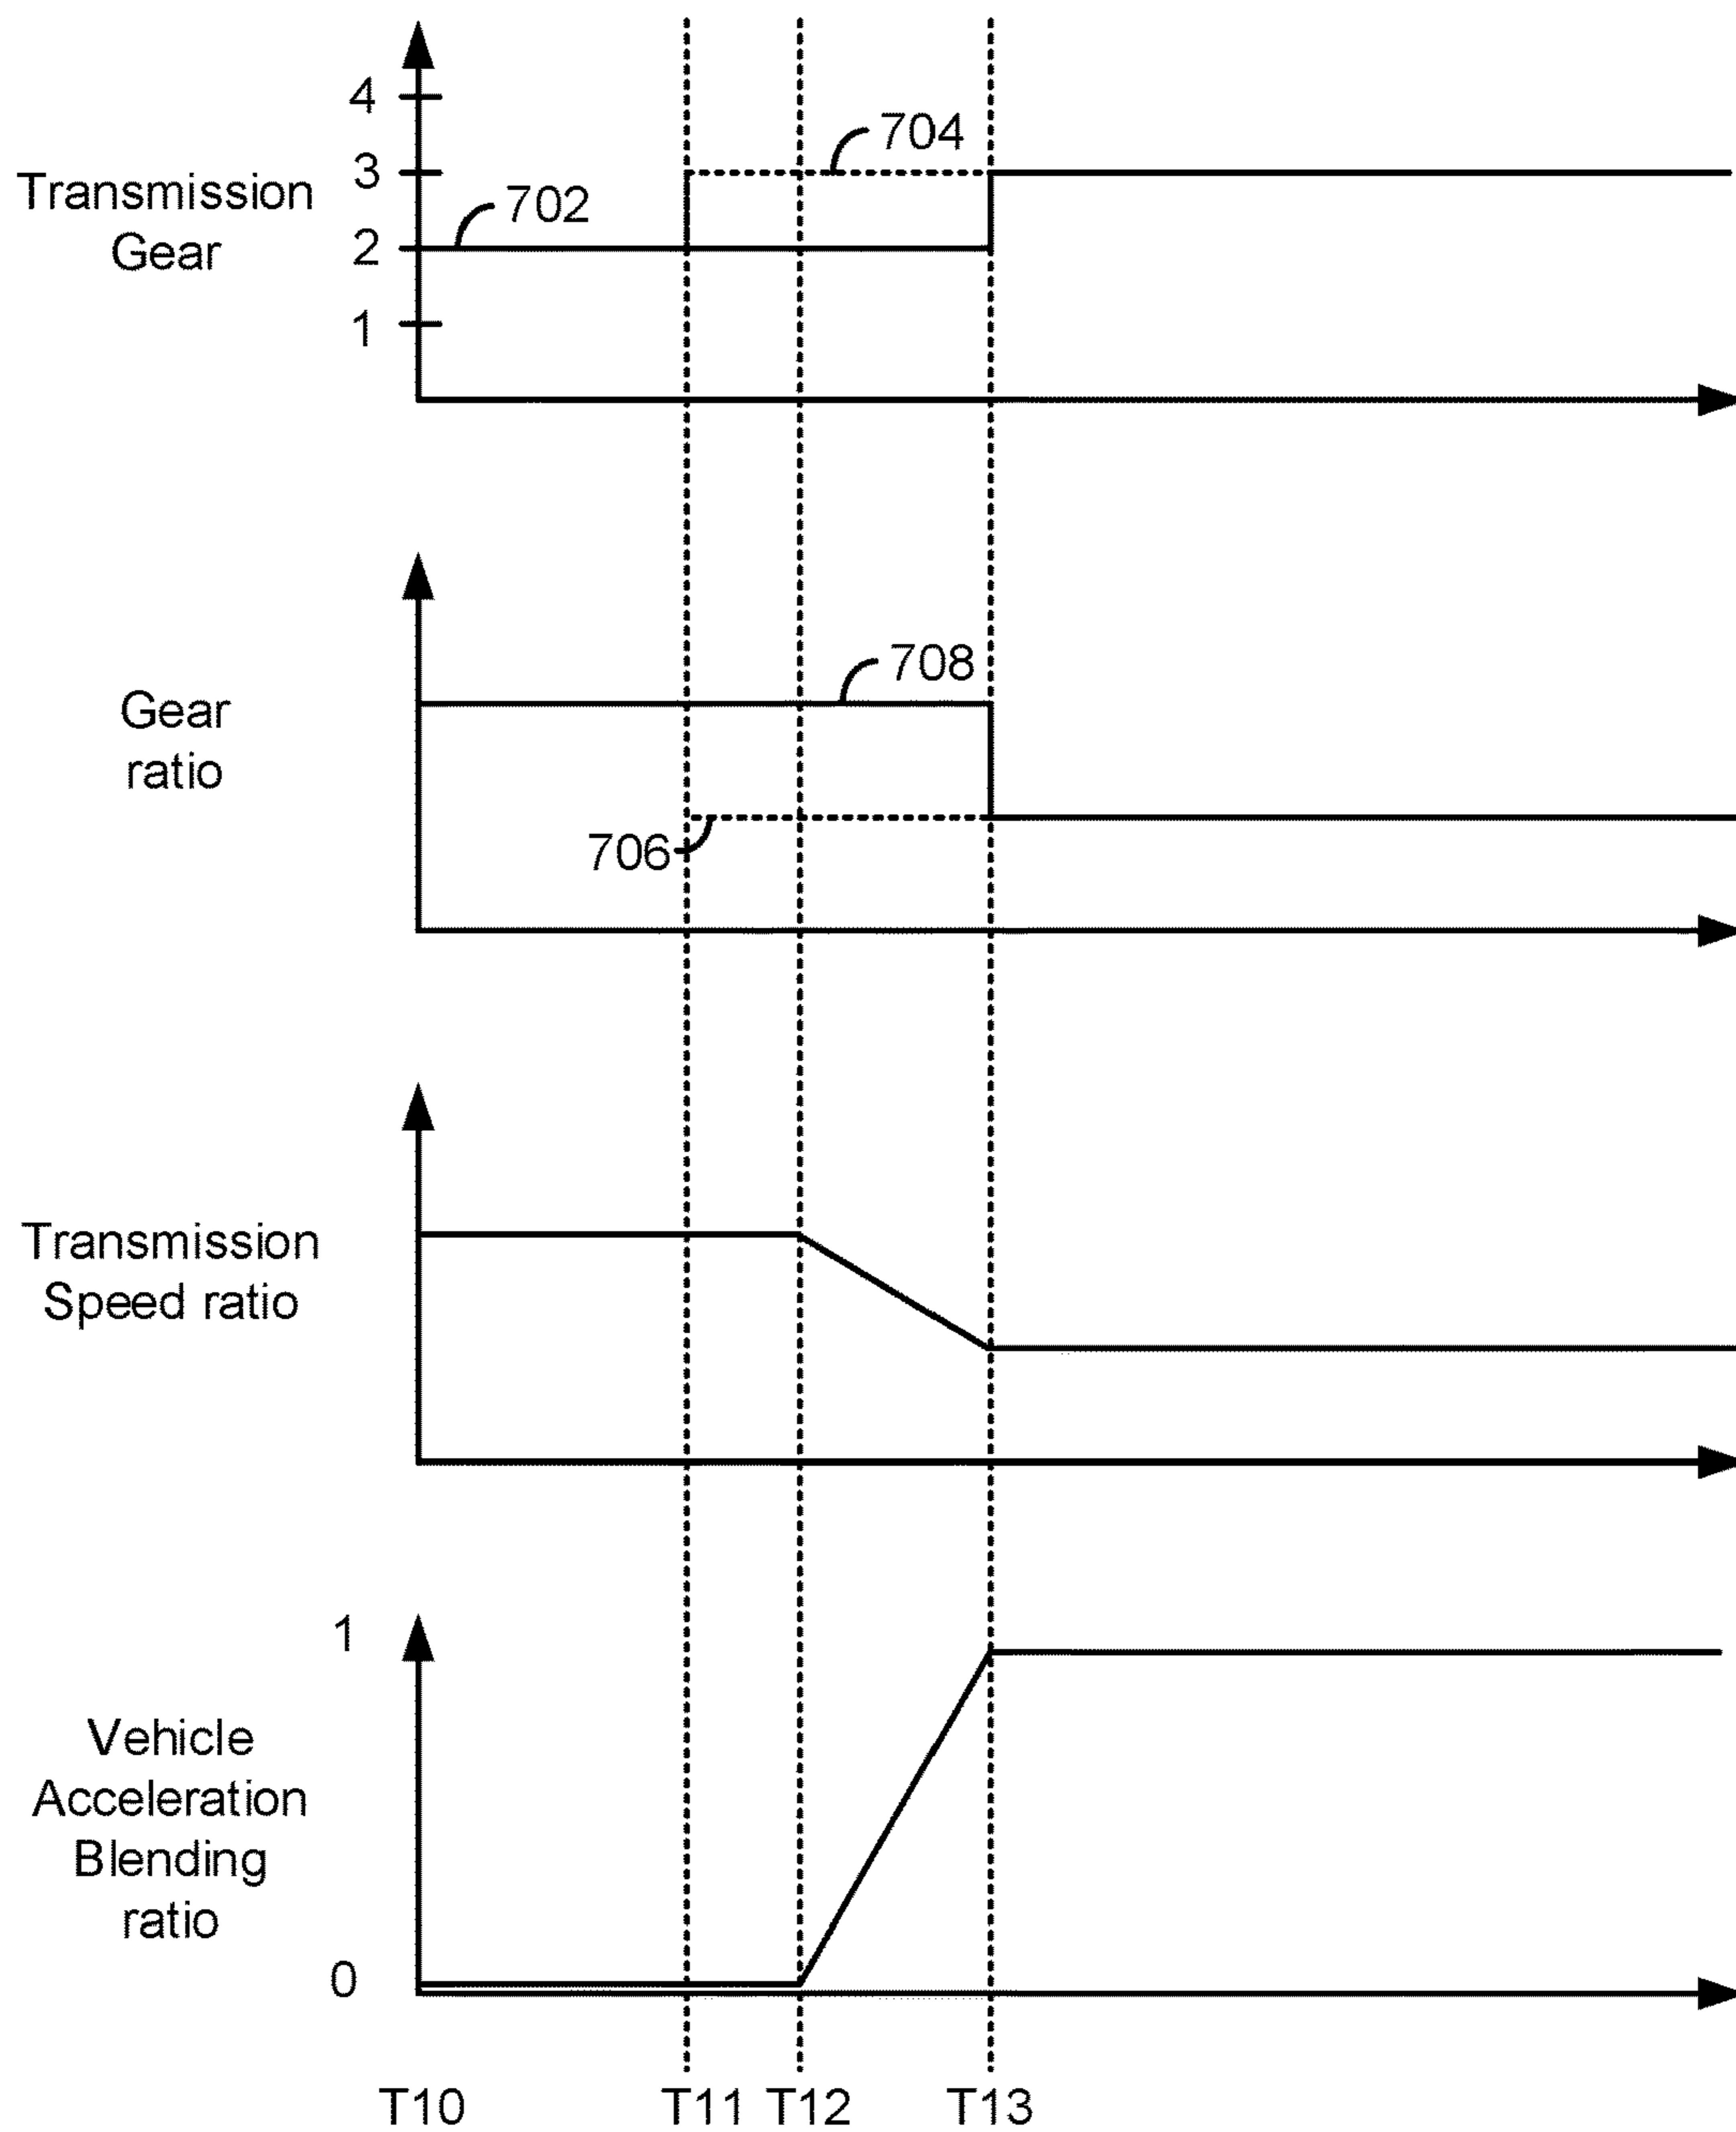 4
704
3
Transmission
702
Gear
2
1
708
Gear
ratio
706
Transmission
Speed ratio
1
Vehicle
Acceleration
Blending
ratio
0
T10 T11 T12 T13